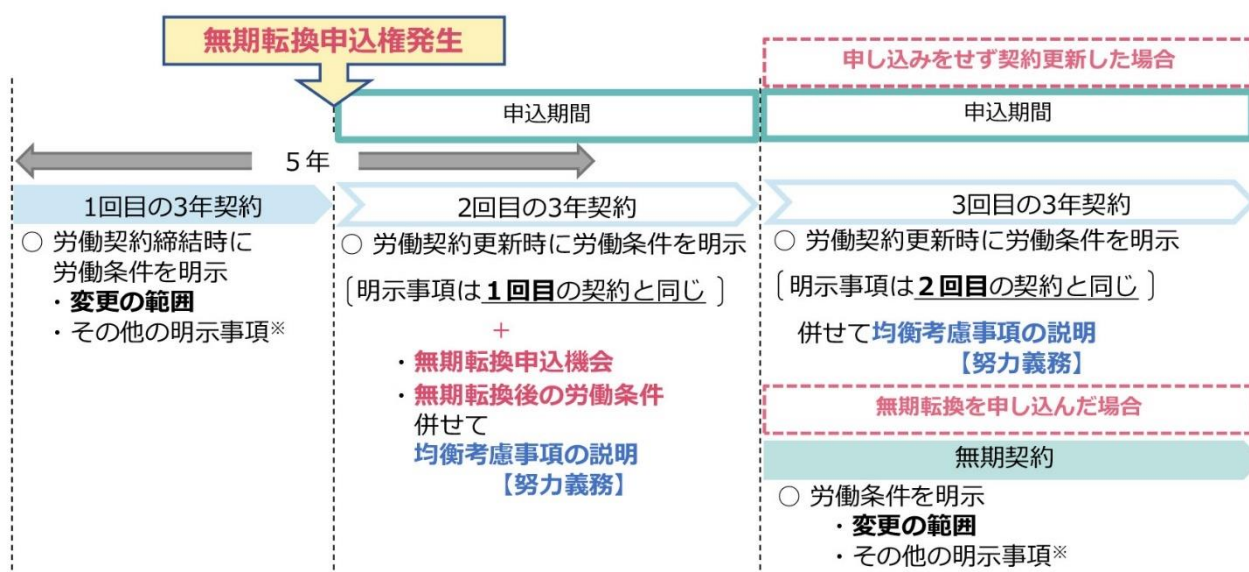 無期転換申込権発生
申し込みをせず契約更新した場合
申込期間
申込期間
5年
1回目の3年契約
○ 労働契約締結時に
労働条件を明示
・変更の範囲
・その他の明示事項※
2回目の3年契約
○ 労働契約更新時に労働条件を明示
〔明示事項は1回目の契約と同じ 〕
+
・無期転換申込機会
・無期転換後の労働条件
併せて
均衡考慮事項の説明
【努力義務】
3回目の3年契約
○ 労働契約更新時に労働条件を明示
〔明示事項は2回目の契約と同じ 〕
併せて均衡考慮事項の説明
【努力義務】
無期転換を申し込んだ場合
無期契約
○ 労働条件を明示
・変更の範囲
・その他の明示事項※